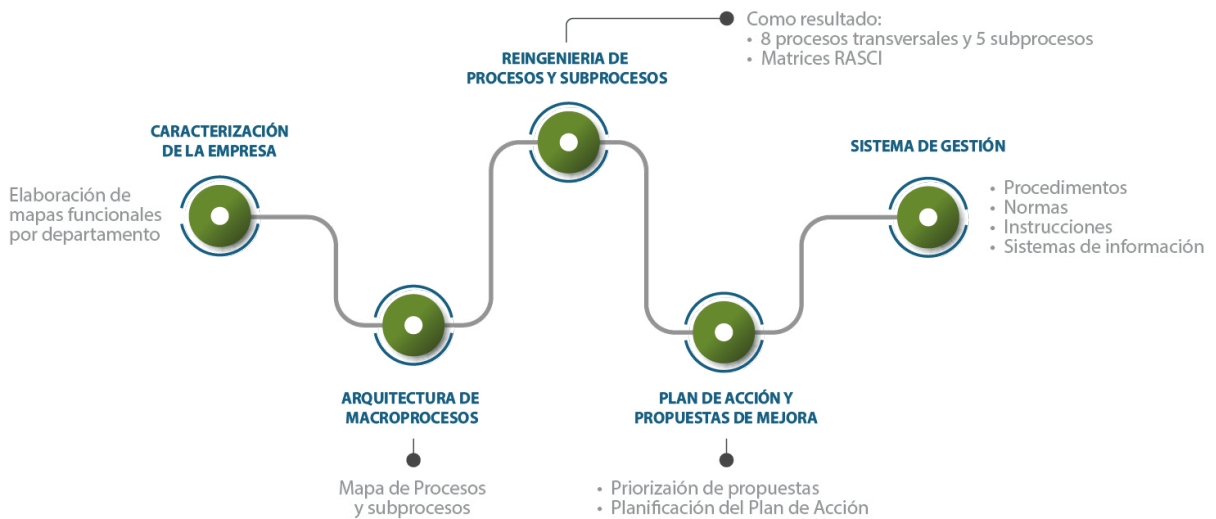 CARACTERIZACIÓN
DE LA EMPRESA
Elaboración de
mapas funcionales
por departamento
ARQUITECTURA DE
MACROPROCESOS
Mapa de Procesos
y subprocesos
REINGENIERIA DE
PROCESOS Y SUBPROCESOS
Como resultado:
• 8 procesos transversales y 5 subprocesos
• Matrices RASCI
PLAN DE ACCIÓN Y
PROPUESTAS DE MEJORA
• Priorizaión de propuestas
• Planificación del Plan de Acción
SISTEMA DE GESTIÓN
• Procedimentos
• Normas
• Instrucciones
• Sistemas de información